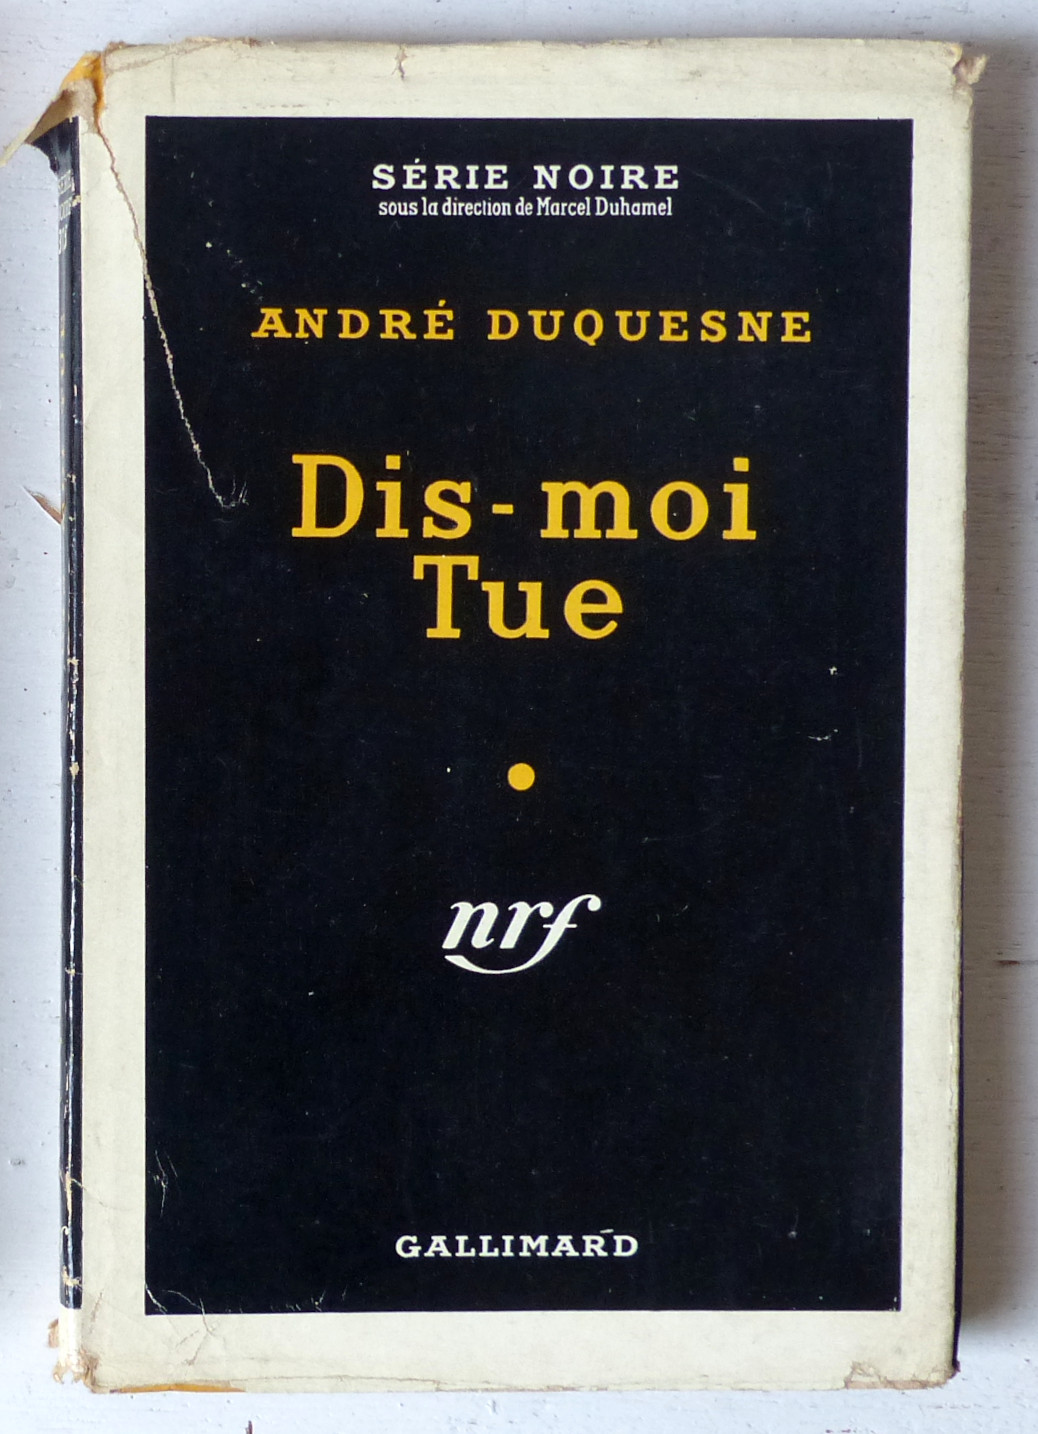 SÉRIE NOIRE
sous la direction de Marcel Duhamel
ANDRÉ DUQUESNE
Dis-moi
Tue
nrf
GALLIMARD